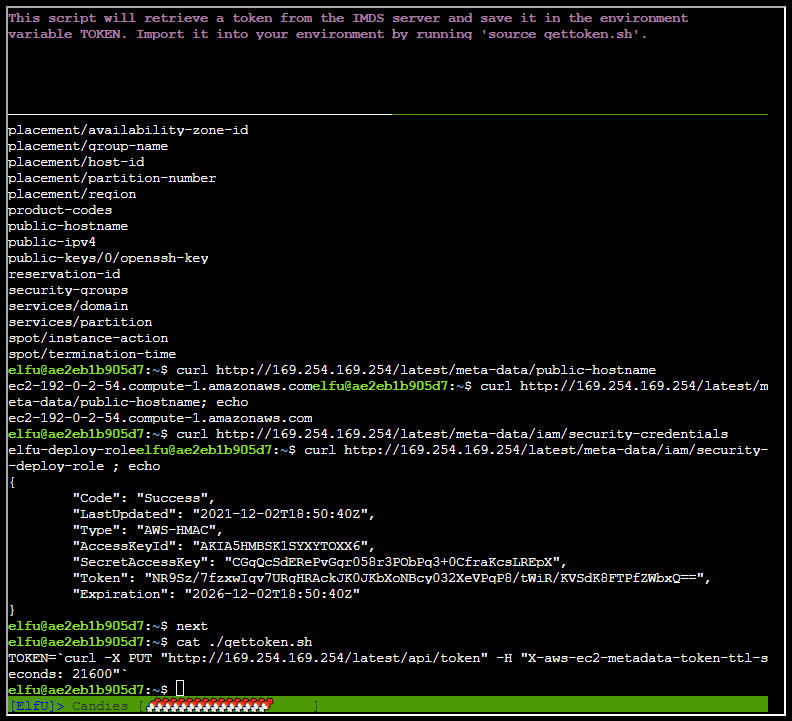 This script will retrieve a token from the IMDS server and save it in the environment
variable TOKEN. Import it into your environment by running 'source gettoken.sh'.
placement/availability-zone-id
placement/group-name
placement/host-id
placement/partition-number
placement/region
product-codes
public-hostname
public-ipv4
public-keys/0/openssh-key
reservation-id
security-groups
services/domain
services/partition
spot/instance-action
spot/termination-time
elfu@ae2eb1b905d7:~$ curl http://169.254.169.254/latest/meta-data/public-hostname
ec2-192-0-2-54.compute-1.amazonaws.comelfu@ae2eb1b905d7:~$ curl http://169.254.169.254/latest/m
eta-data/public-hostname; echo
ec2-192-0-2-54.compute-1.amazonaws.com
elfu@ae2eb1b905d7:~$ curl http://169.254.169.254/latest/meta-data/iam/security-credentials
elfu-deploy-roleelfu@ae2eb1b905d7:~$ curl http://169.254.169.254/latest/meta-data/iam/security-
-deploy-role ; echo
{
        "Code": "Success",
        "LastUpdated": "2021-12-02T18:50:40Z",
        "Type": "AWS-HMAC",
        "AccessKeyId": "AKIA5HMBSK1SYXYTOXX6",
        "SecretAccessKey": "CGgQcSdERePvGgr058r3PObPq3+0CfraKcsLREpX",
        "Token": "NR9Sz/7fzxwIgv7URgHRAckJK0JKbXoNBcy032XeVPqP8/tWiR/KVSdK8FTPfZWbxQ==",
        "Expiration": "2026-12-02T18:50:40Z"
}
elfu@ae2eb1b905d7:~$ next
elfu@ae2eb1b905d7:~$ cat ./gettoken.sh
TOKEN=`curl -X PUT "http://169.254.169.254/latest/api/token" -H "X-aws-ec2-metadata-token-ttl-s
econds: 21600"`
elfu@ae2eb1b905d7:~$
[ElfU]> Candies [ ]